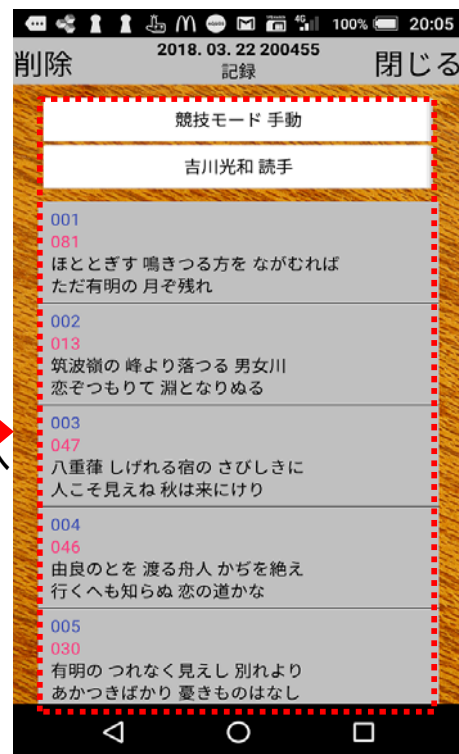 100% 20:05
削除
2018. 03. 22 200455
記録
閉じる
競技モード 手動
吉川光和 読手
001
081
ほととぎす 鳴きつる方を ながむれば
ただ有明の 月ぞ残れ
002
013
筑波嶺の 峰より落つる 男女川
恋ぞつもりて 淵となりぬる
003
047
八重葎 しげれる宿の さびしきに
人こそ見えね 秋は来にけり
004
046
由良のとを 渡る舟人 かぢを絶え
行くへも知らぬ 恋の道かな
005
030
有明の つれなく見えし 別れより
あかつきばかり 憂きものはなし